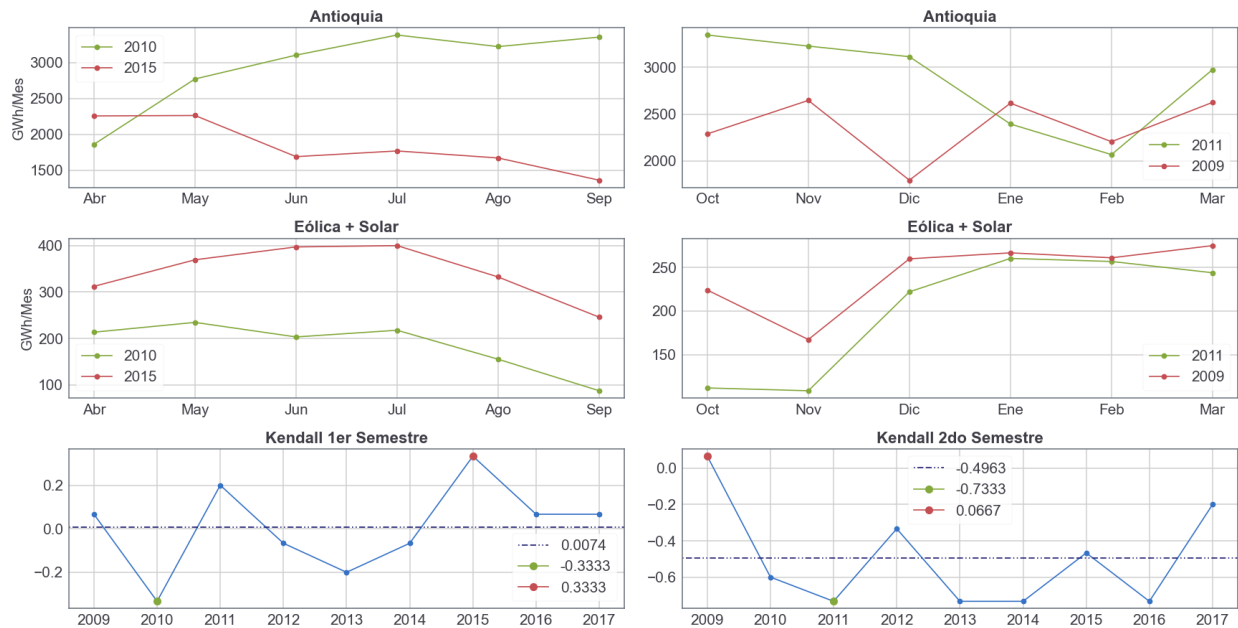 Antioquia
GWh/Mes
3000
2500
2000
1500
2010
2015
Abr May Jun Jul Ago Sep
Antioquia
3000
2500
2000
2011
2009
Oct Nov Dic Ene Feb Mar
Eólica + Solar
GWh/Mes
400
300
200
100
2010
2015
Abr May Jun Jul Ago Sep
Eólica + Solar
250
200
150
2011
2009
Oct Nov Dic Ene Feb Mar
Kendall 1er Semestre
0.2
0.0
−0.2
0.0074
-0.3333
0.3333
2009 2010 2011 2012 2013 2014 2015 2016 2017
Kendall 2do Semestre
0.0
−0.2
−0.4
−0.6
-0.4963
-0.7333
0.0667
2009 2010 2011 2012 2013 2014 2015 2016 2017